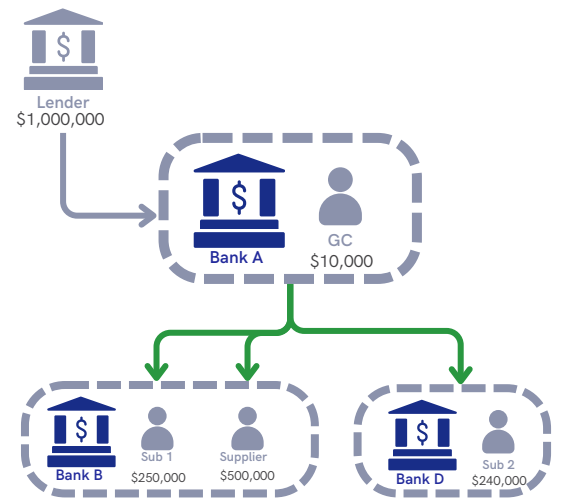 $
Lender
$1,000,000
$
Bank A
GC
$10,000
$
Bank B
Sub 1
$250,000
Supplier
$500,000
$
Bank D
Sub 2
$240,000